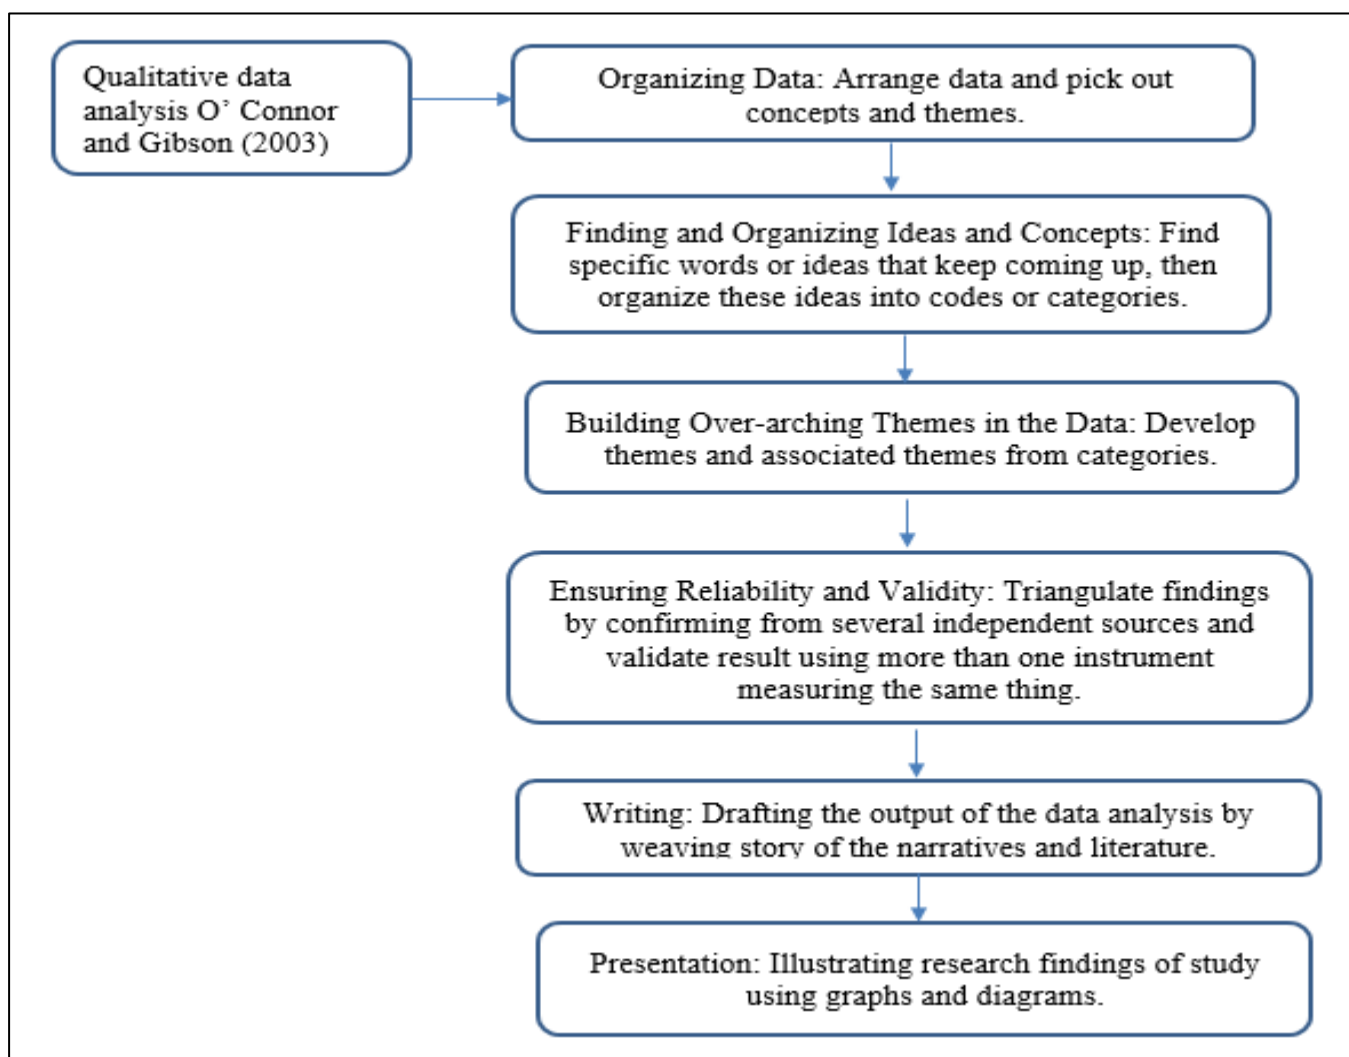 Qualitative data
analysis O’ Connor
and Gibson (2003)
Organizing Data: Arrange data and pick out
concepts and themes.
Finding and Organizing Ideas and Concepts: Find
specific words or ideas that keep coming up, then
organize these ideas into codes or categories.
Building Over-arching Themes in the Data: Develop
themes and associated themes from categories.
Ensuring Reliability and Validity: Triangulate findings
by confirming from several independent sources and
validate result using more than one instrument
measuring the same thing.
Writing: Drafting the output of the data analysis by
weaving story of the narratives and literature.
Presentation: Illustrating research findings of study
using graphs and diagrams.